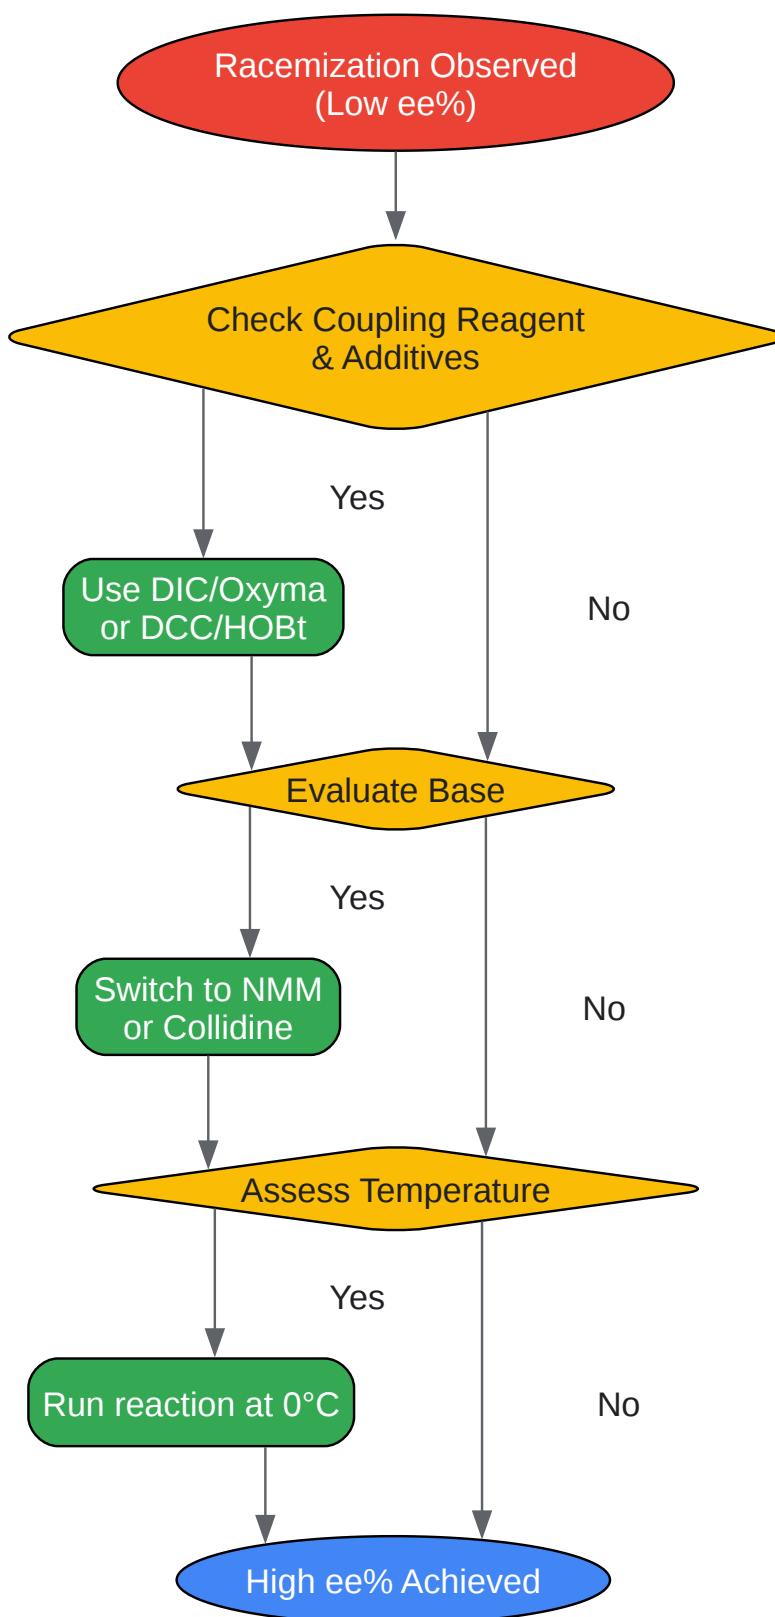 Racemization Observed
(Low ee%)
Check Coupling Reagent
& Additives
Yes
Use DIC/Oxyma
or DCC/HOBt
No
Evaluate Base
Yes
Switch to NMM
or Collidine
No
Assess Temperature
Yes
Run reaction at 0°C
No
High ee% Achieved